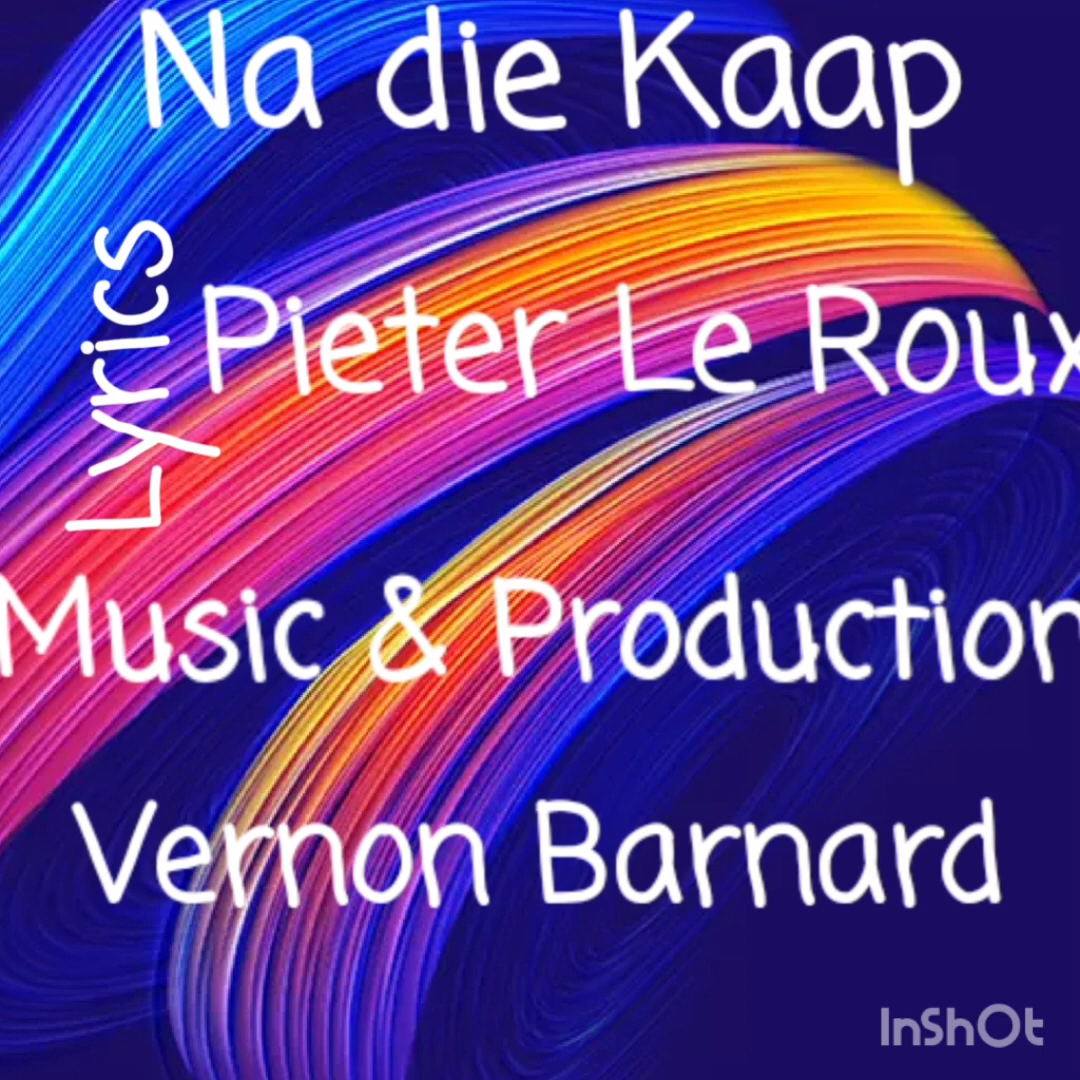 Na die Kaap
Lyrics
Pieter Le Roux
Music & Production
Vernon Barnard
InShOt